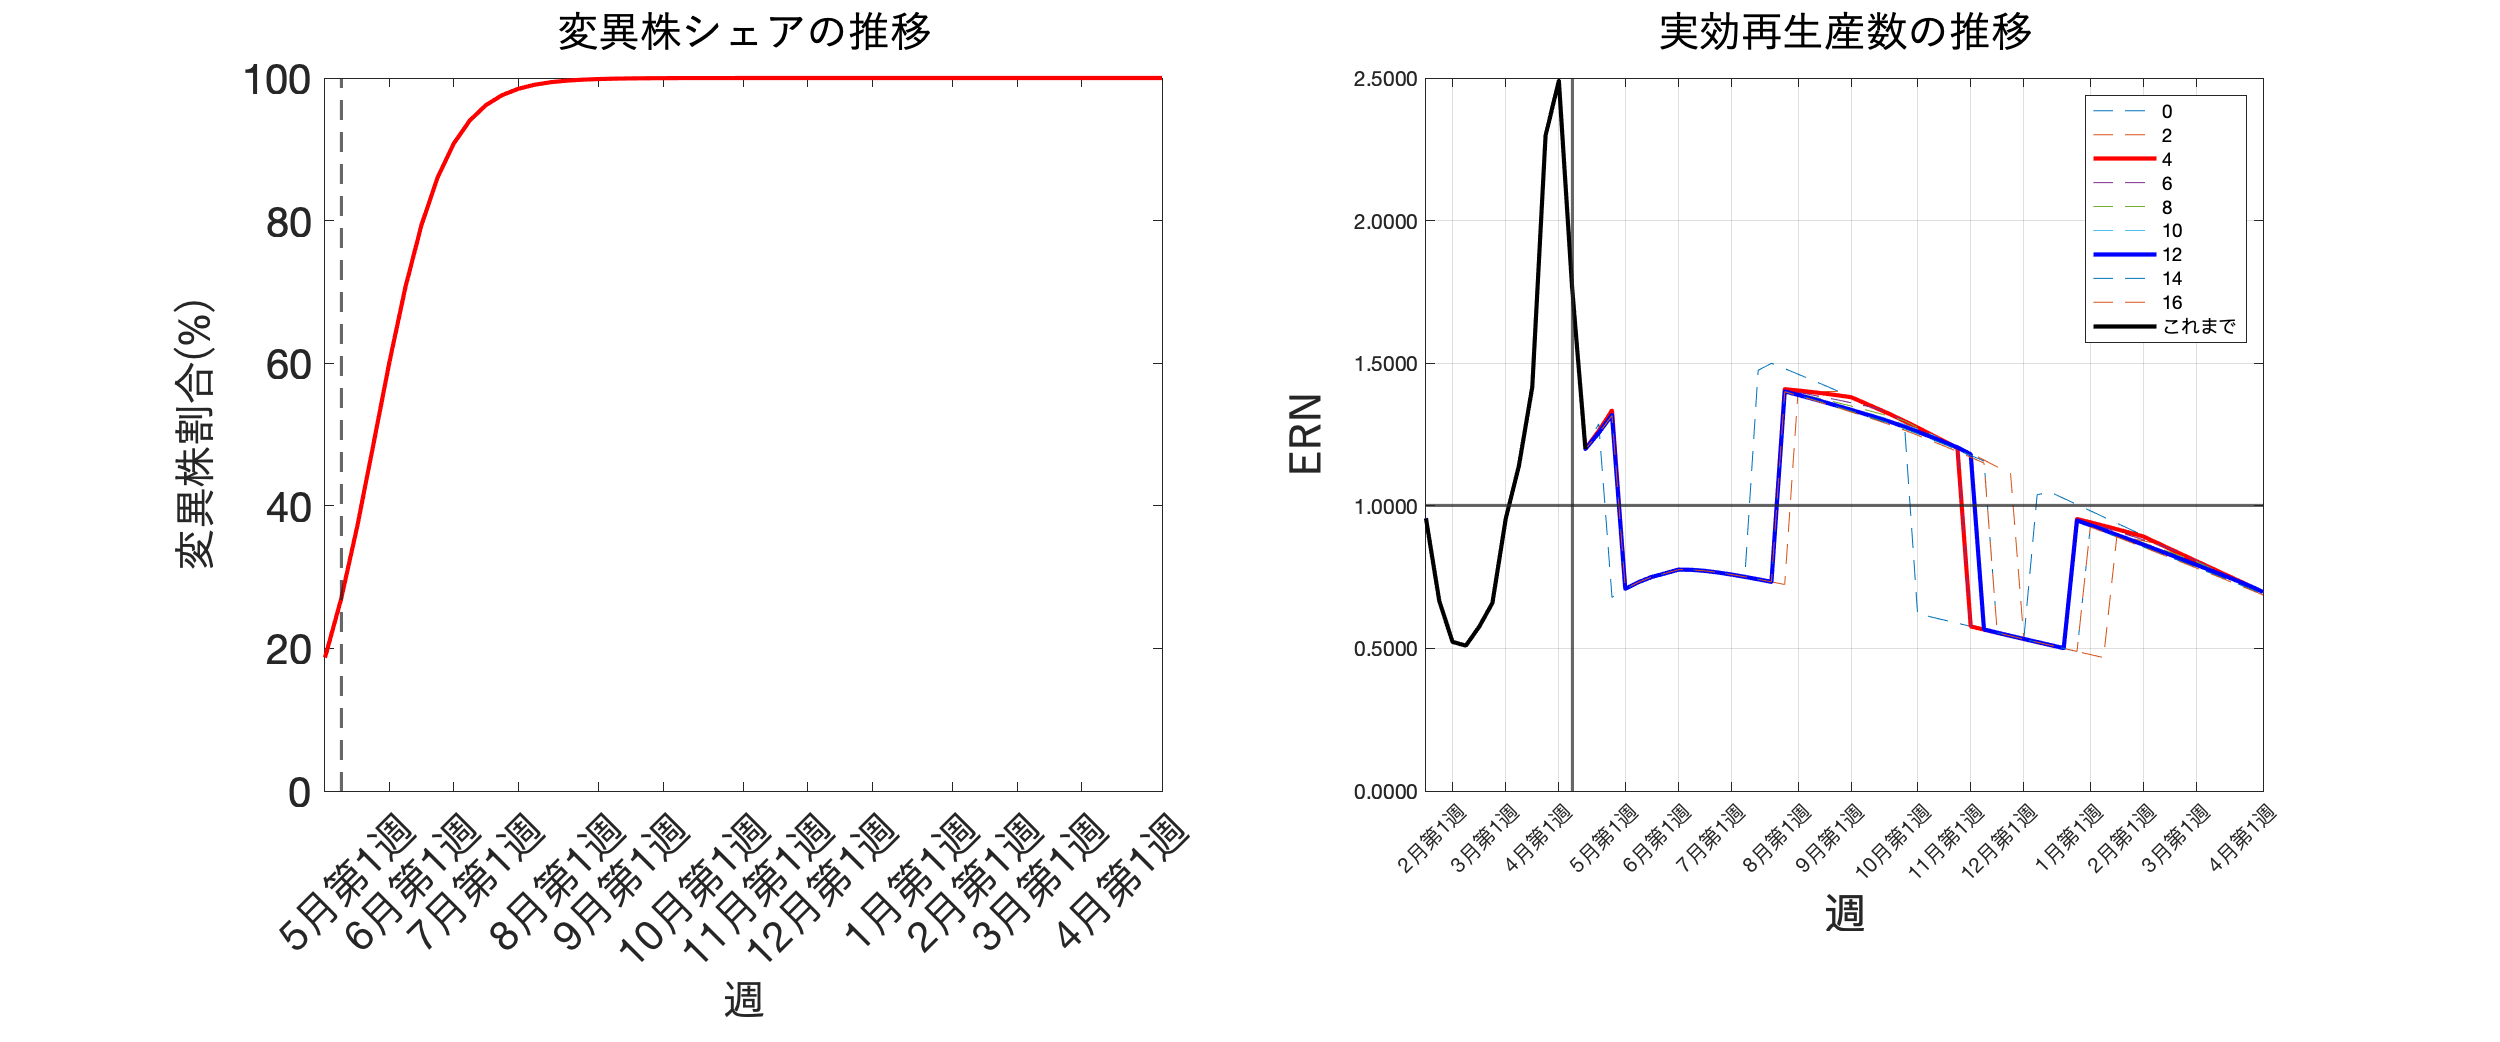 変異株シェアの推移
変異株割合(%)
100
80
60
40
20
0
5月第1週
6月第1週
7月第1週
8月第1週
9月第1週
10月第1週
11月第1週
12月第1週
1月第1週
2月第1週
3月第1週
4月第1週
週
実効再生産数の推移
ERN
2.5000
2.0000
1.5000
1.0000
0.5000
0.0000
0
2
4
6
8
10
12
14
16
これまで
2月第1週
3月第1週
4月第1週
5月第1週
6月第1週
7月第1週
8月第1週
9月第1週
10月第1週
11月第1週
12月第1週
1月第1週
2月第1週
3月第1週
4月第1週
週